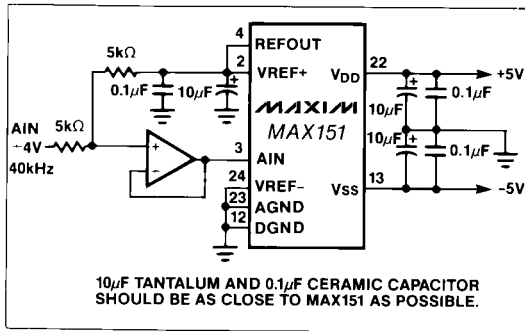 4 REFOUT
5kΩ
2 VREF+
VDD 22
+5V
0.1μF
10μF
10μF
0.1μF
MAXIM
MAX151
AIN
−4V
40kHz
5kΩ
+
−
3 AIN
10μF
0.1μF
24 VREF−
23 AGND
12 DGND
VSS 13
−5V
10μF TANTALUM AND 0.1μF CERAMIC CAPACITOR
SHOULD BE AS CLOSE TO MAX151 AS POSSIBLE.